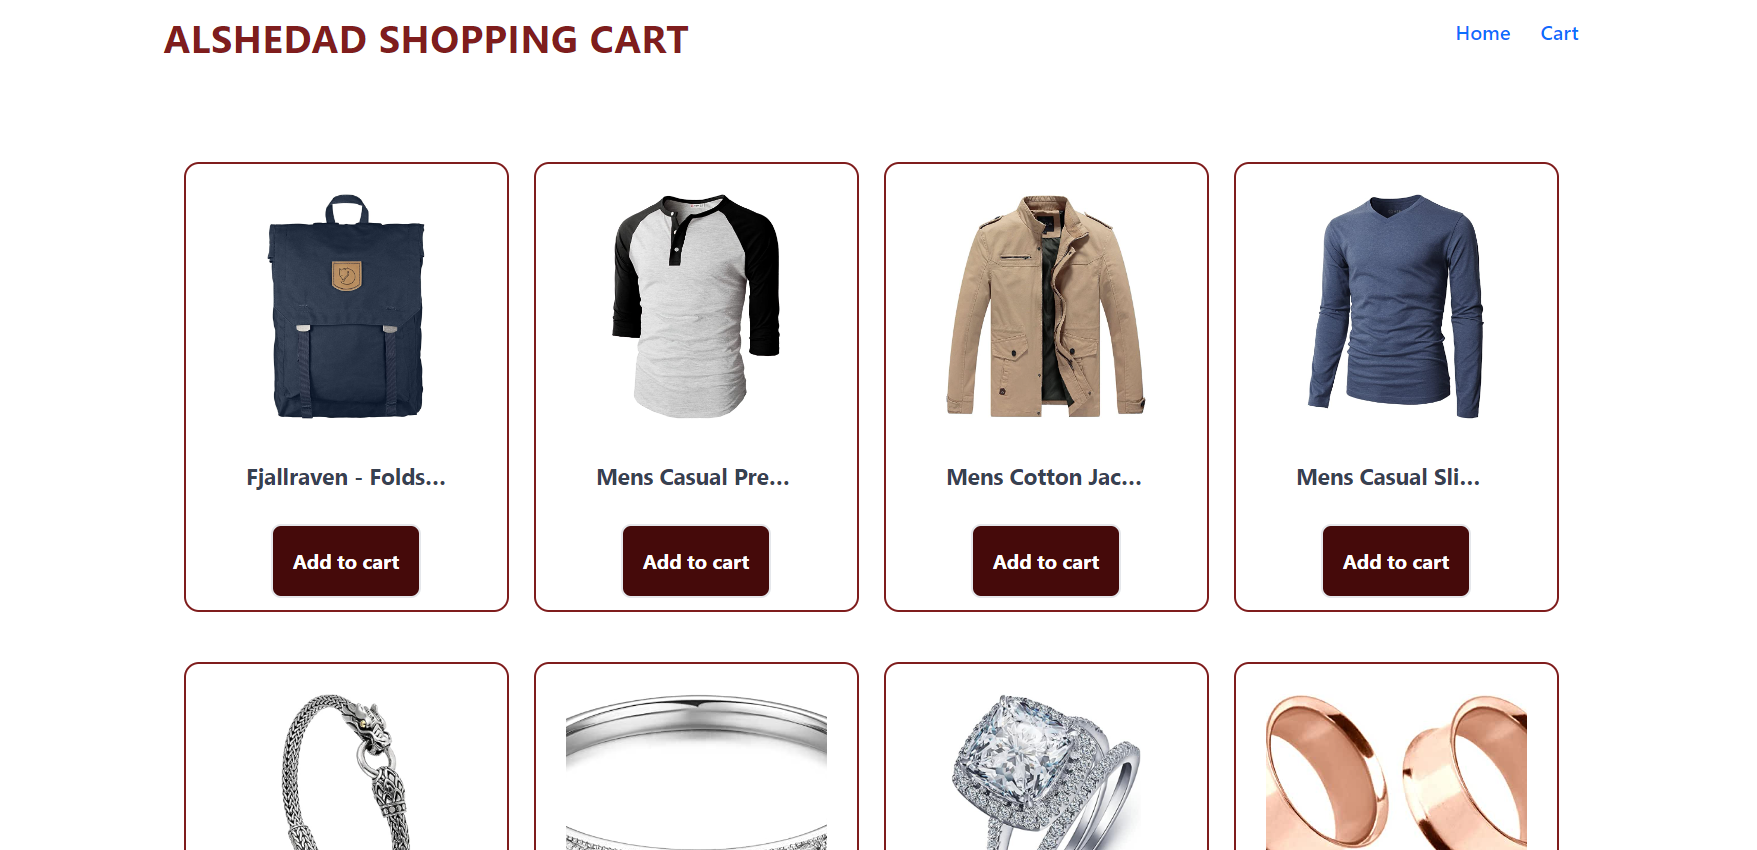 ALSHEDAD SHOPPING CART
Home Cart
Fjallraven - Folds...
Mens Casual Pre...
Mens Cotton Jac...
Mens Casual Sli...
Add to cart
Add to cart
Add to cart
Add to cart